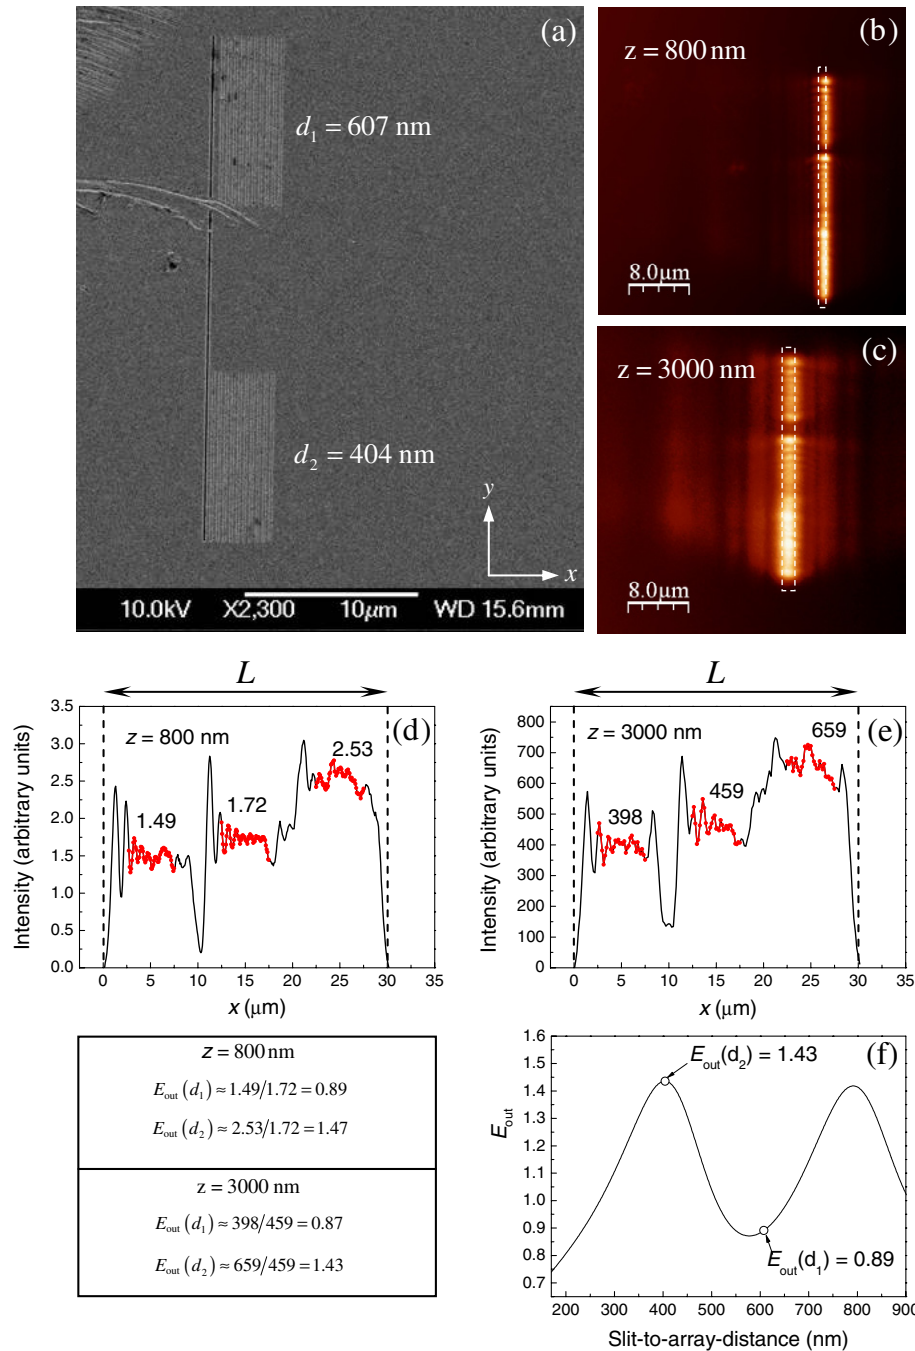 (a)
d₁ = 607 nm
d₂ = 404 nm
y
x
10.0kV X2,300 10μm WD 15.6mm
(b)
z = 800 nm
8.0μm
(c)
z = 3000 nm
8.0μm
L
(d)
z = 800 nm
1.49
1.72
2.53
Intensity (arbitrary units)
3.5
3.0
2.5
2.0
1.5
1.0
0.5
0.0
0 5 10 15 20 25 30 35
x (μm)
L
(e)
z = 3000 nm
398
459
659
Intensity (arbitrary units)
800
700
600
500
400
300
200
100
0
0 5 10 15 20 25 30 35
x (μm)
z = 800 nm
E_out (d₁) ≈ 1.49/1.72 = 0.89
E_out (d₂) ≈ 2.53/1.72 = 1.47
z = 3000 nm
E_out (d₁) ≈ 398/459 = 0.87
E_out (d₂) ≈ 659/459 = 1.43
(f)
E_out(d₂) = 1.43
E_out(d₁) = 0.89
E_out
1.6
1.5
1.4
1.3
1.2
1.1
1.0
0.9
0.8
0.7
200 300 400 500 600 700 800 900
Slit-to-array-distance (nm)